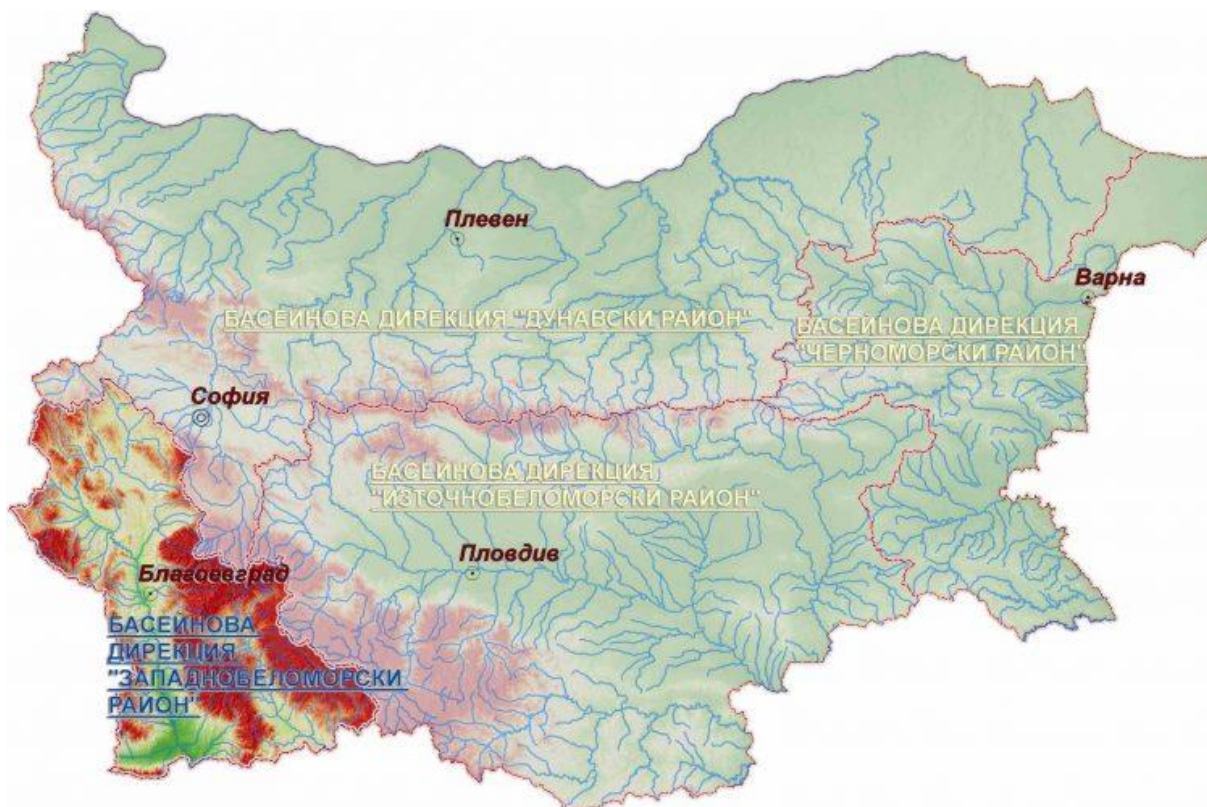 Плевен
Варна
БАСЕЙНОВА ДИРЕКЦИЯ "ДУНАВСКИ РАЙОН"
БАСЕЙНОВА ДИРЕКЦИЯ
"ЧЕРНОМОРСКИ РАЙОН"
София
БАСЕЙНОВА ДИРЕКЦИЯ
"ИЗТОЧНОБЕЛОМОРСКИ РАЙОН"
Пловдив
Благоевград
БАСЕЙНОВА
ДИРЕКЦИЯ
"ЗАПАДНОБЕЛОМОРСКИ
РАЙОН"